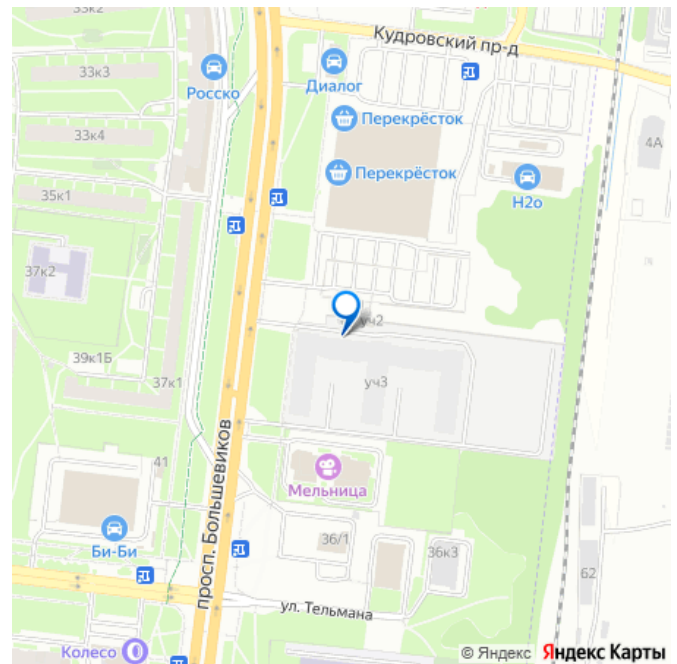 33к2
Кудровский пр-д
33к3
Росско
Диалог
Перекрёсток
33к4
4А
Перекрёсток
35к1
Н2о
37к2
уч2
39к1Б
37к1
уч3
просп. Большевиков
41
Мельница
Би-Би
36/1
36к3
62
ул. Тельмана
Колесо
© Яндекс Яндекс Карты